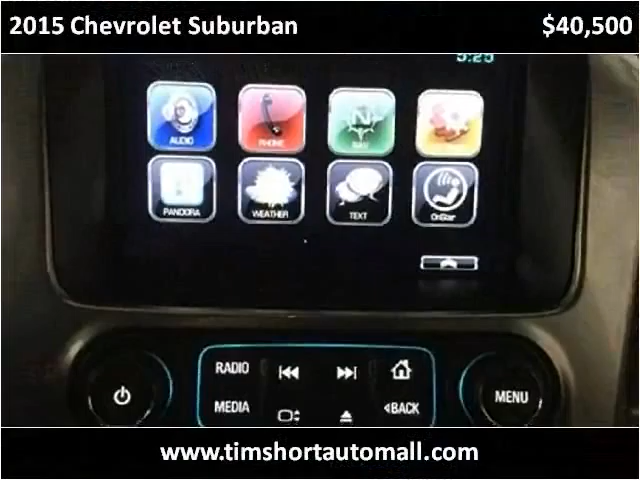 2015 Chevrolet Suburban $40,500
5:25
AUDIO PHONE NAV
PANDORA WEATHER TEXT OnStar
RADIO
MEDIA BACK MENU
www.timshortautomall.com